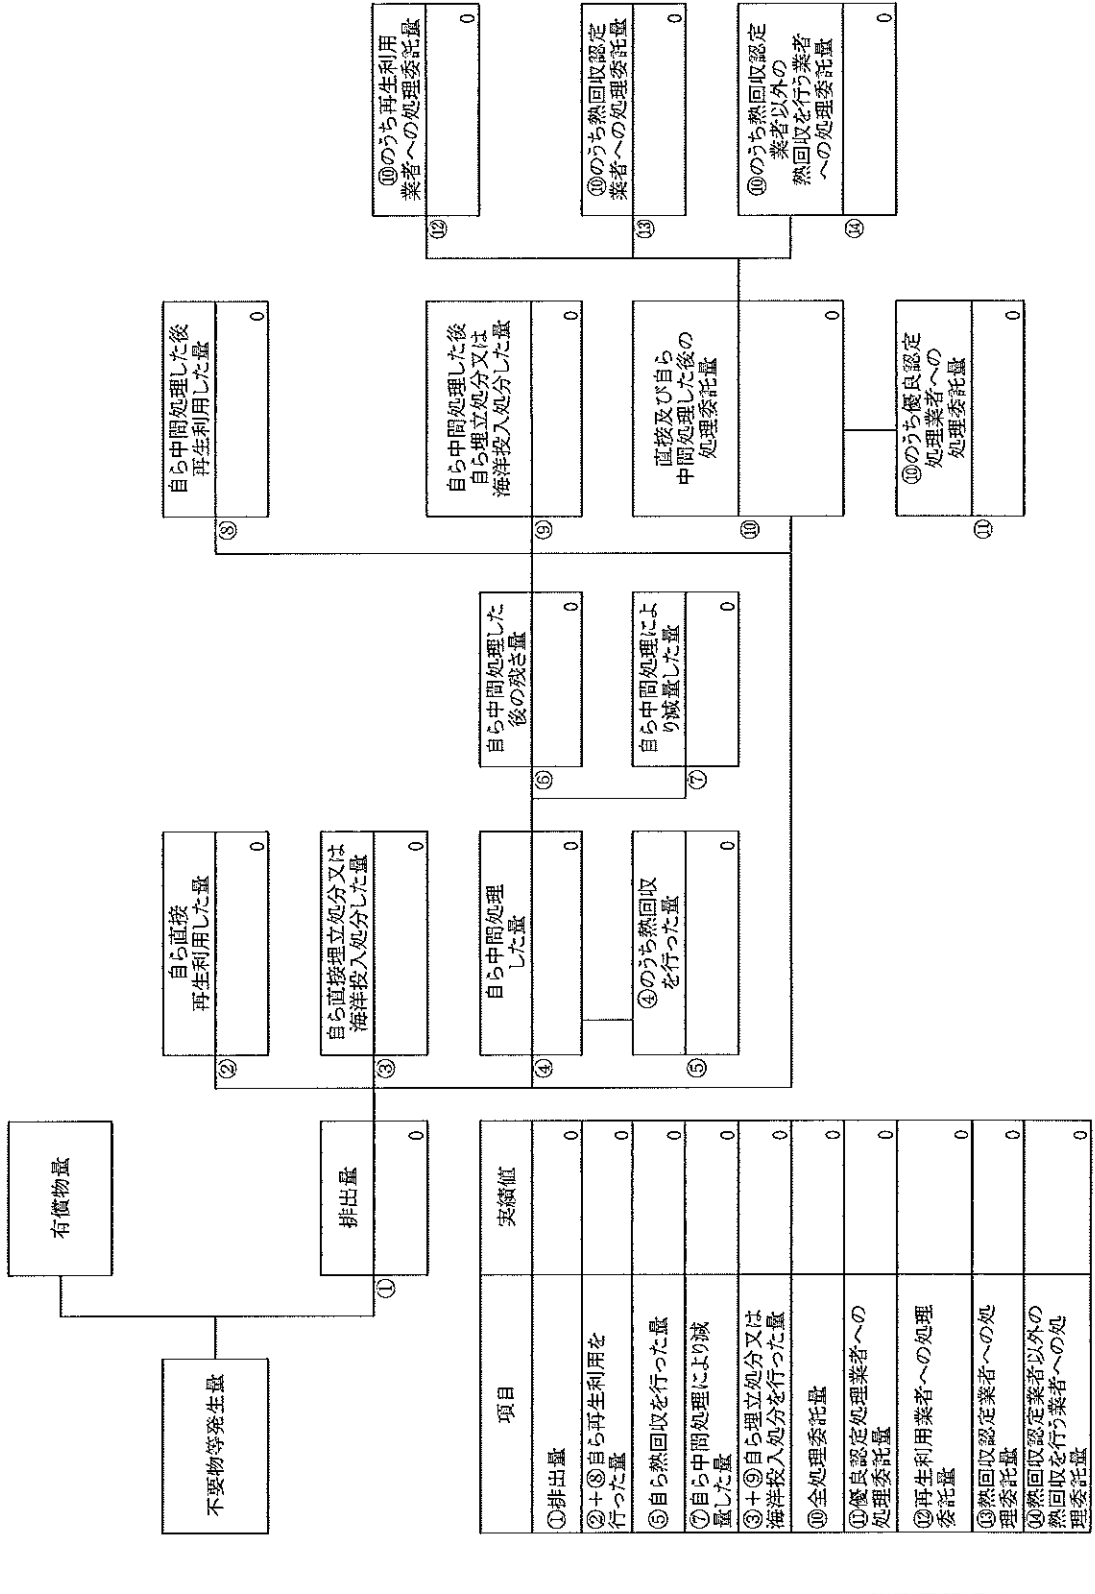 有償物量
不要物等発生量
排出量
①
0
自ら直接
再生利用した量
②
0
自ら直接埋立処分又は
海洋投入処分した量
③
0
自ら中間処理
した量
④
0
④のうち熱回収
を行った量
⑤
0
自ら中間処理した
後の残さ量
⑥
0
自ら中間処理によ
り減量した量
⑦
0
自ら中間処理した後
再生利用した量
⑧
0
自ら中間処理した後
自ら埋立処分又は
海洋投入処分した量
⑨
0
直接及び自ら
中間処理した後の
処理委託量
⑩
0
⑩のうち優良認定
処理業者への
処理委託量
⑪
0
⑩のうち再生利用
業者への処理委託量
⑫
0
⑩のうち熱回収認定
業者への処理委託量
⑬
0
⑩のうち熱回収認定
業者以外の
熱回収を行う業者
への処理委託量
⑭
0
項目 実績値
①排出量 0
②+⑧自ら再生利用を
行った量 0
⑤自ら熱回収を行った量 0
⑦自ら中間処理により減
量した量 0
③+⑨自ら埋立処分又は
海洋投入処分を行った量 0
⑩全処理委託量 0
⑪優良認定処理業者への
処理委託量 0
⑫再生利用業者への処理
委託量 0
⑬熱回収認定業者への処
理委託量 0
⑭熱回収認定業者以外の
熱回収を行う業者への処
理委託量 0